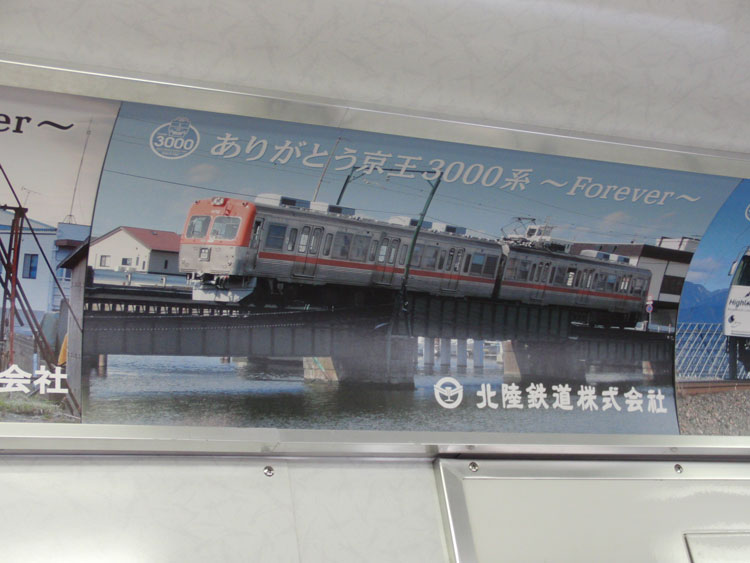 er～
3000
ありがとう京王3000系 ～Forever～
会社
北陸鉄道株式会社
Highle